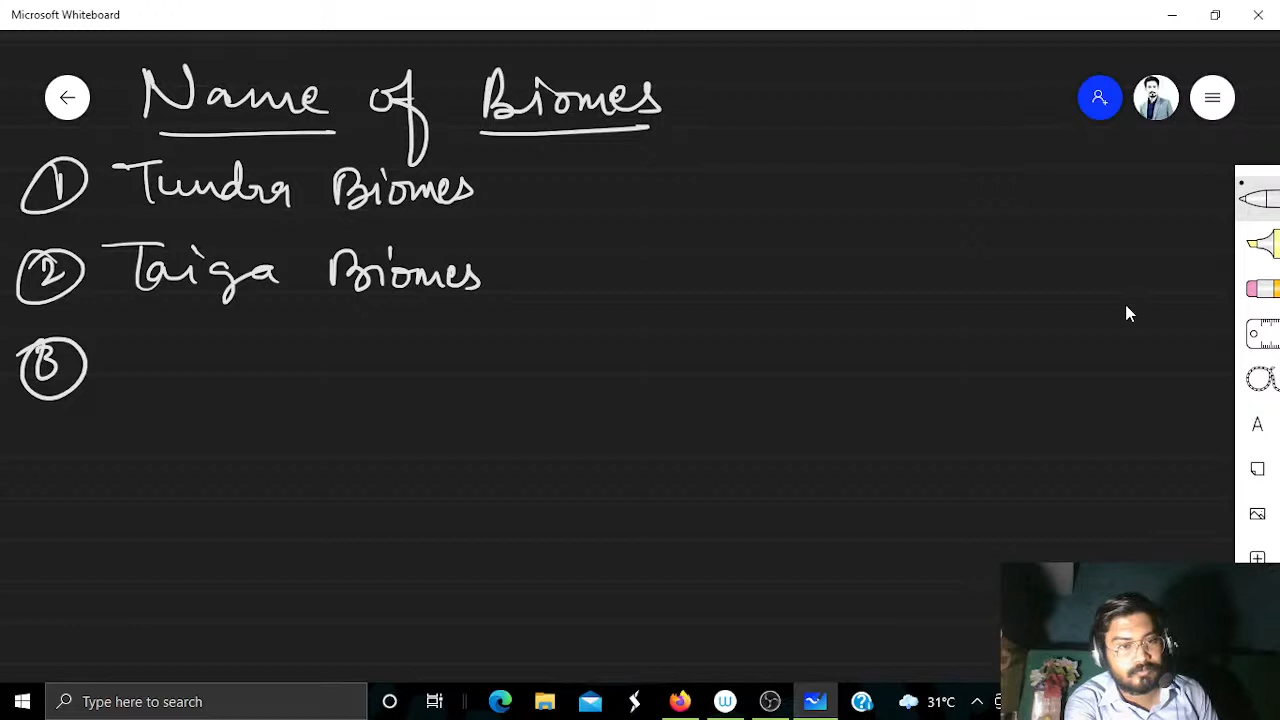 Microsoft Whiteboard
Name of Biomes
1 Tundra Biomes
2 Taiga Biomes
3
A
Type here to search
31°C